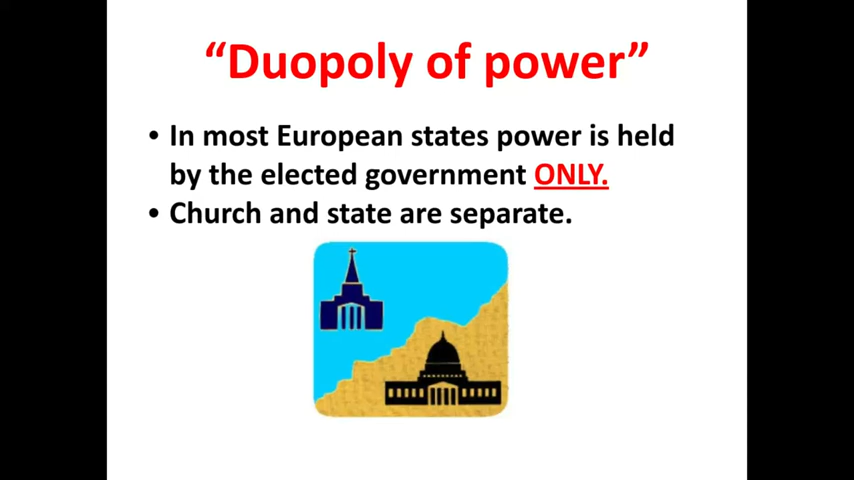 “Duopoly of power”
• In most European states power is held
by the elected government ONLY.
• Church and state are separate.